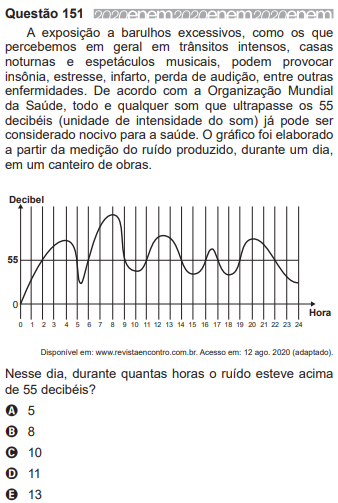 Questão 151 2020enem2020enem2020enem
A exposição a barulhos excessivos, como os que
percebemos em geral em trânsitos intensos, casas
noturnas e espetáculos musicais, podem provocar
insônia, estresse, infarto, perda de audição, entre outras
enfermidades. De acordo com a Organização Mundial
da Saúde, todo e qualquer som que ultrapasse os 55
decibéis (unidade de intensidade do som) já pode ser
considerado nocivo para a saúde. O gráfico foi elaborado
a partir da medição do ruído produzido, durante um dia,
em um canteiro de obras.
Decibel
55
0
0 1 2 3 4 5 6 7 8 9 10 11 12 13 14 15 16 17 18 19 20 21 22 23 24
Hora
Disponível em: www.revistaencontro.com.br. Acesso em: 12 ago. 2020 (adaptado).
Nesse dia, durante quantas horas o ruído esteve acima
de 55 decibéis?
A 5
B 8
C 10
D 11
E 13